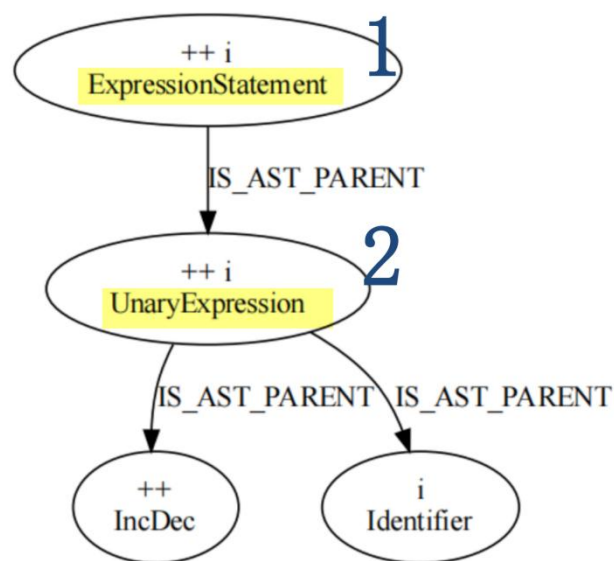 ++ i
ExpressionStatement
1
IS_AST_PARENT
++ i
UnaryExpression
2
IS_AST_PARENT IS_AST_PARENT
++
IncDec
i
Identifier